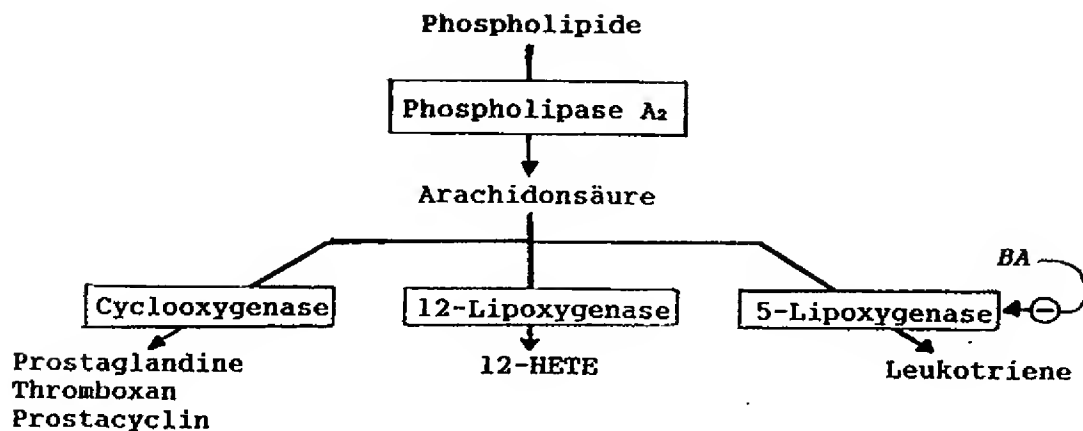 Phospholipide
Phospholipase A₂
Arachidonsäure
BA
Cyclooxygenase
12-Lipoxygenase
5-Lipoxygenase
Prostaglandine
Thromboxan
Prostacyclin
12-HETE
Leukotriene